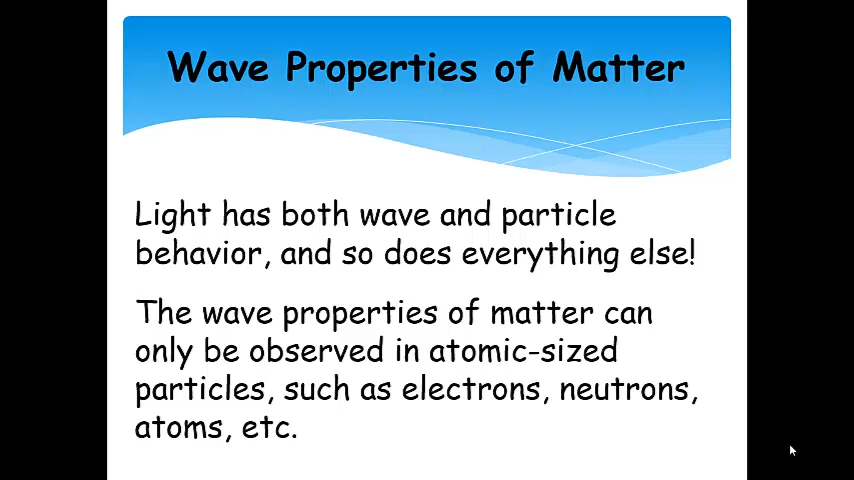 Wave Properties of Matter
Light has both wave and particle
behavior, and so does everything else!
The wave properties of matter can
only be observed in atomic-sized
particles, such as electrons, neutrons,
atoms, etc.